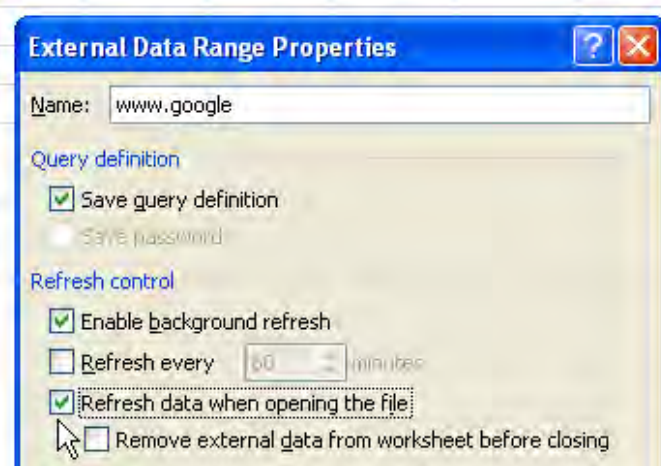 External Data Range Properties
Name: www.google
Query definition
Save query definition
Save password
Refresh control
Enable background refresh
Refresh every 60 minutes
Refresh data when opening the file
Remove external data from worksheet before closing